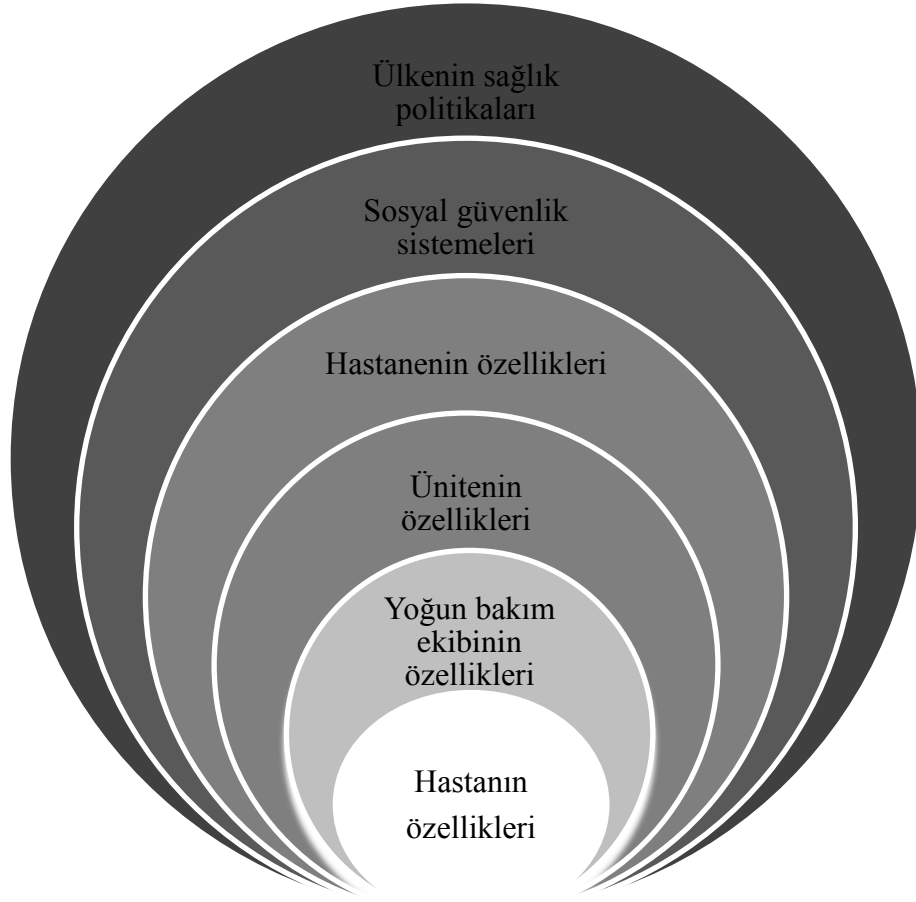 Ülkenin sağlık
politikaları
Sosyal güvenlik
sistemeleri
Hastanenin özellikleri
Ünitenin
özellikleri
Yoğun bakım
ekibinin
özellikleri
Hastanın
özellikleri